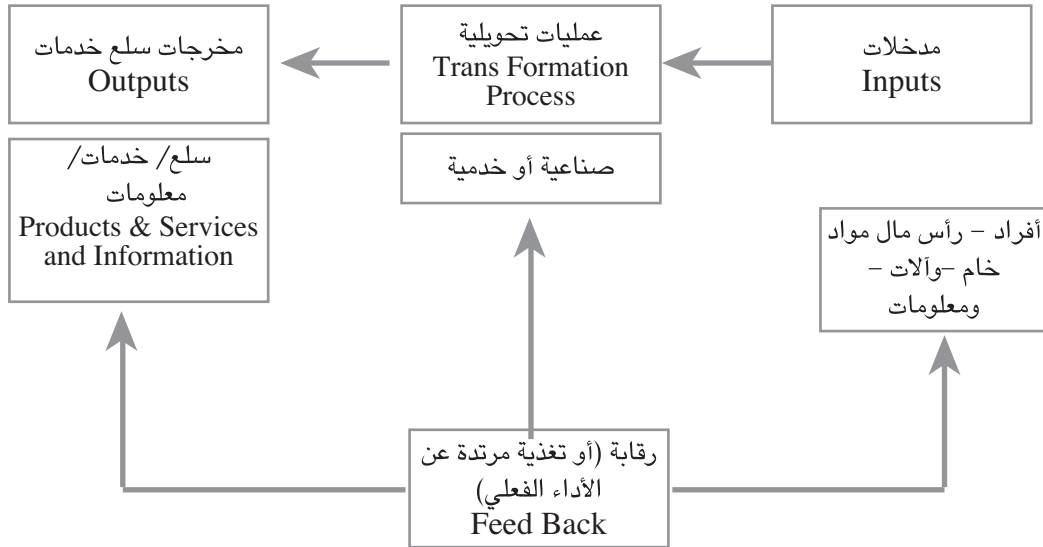 مدخلات
Inputs
عمليات تحويلية
Trans Formation
Process
مخرجات سلع خدمات
Outputs
أفراد – رأس مال مواد
خام –وآلات –
ومعلومات
صناعية أو خدمية
سلع/ خدمات/
معلومات
Products & Services
and Information
رقابة (أو تغذية مرتدة عن
الأداء الفعلي)
Feed Back